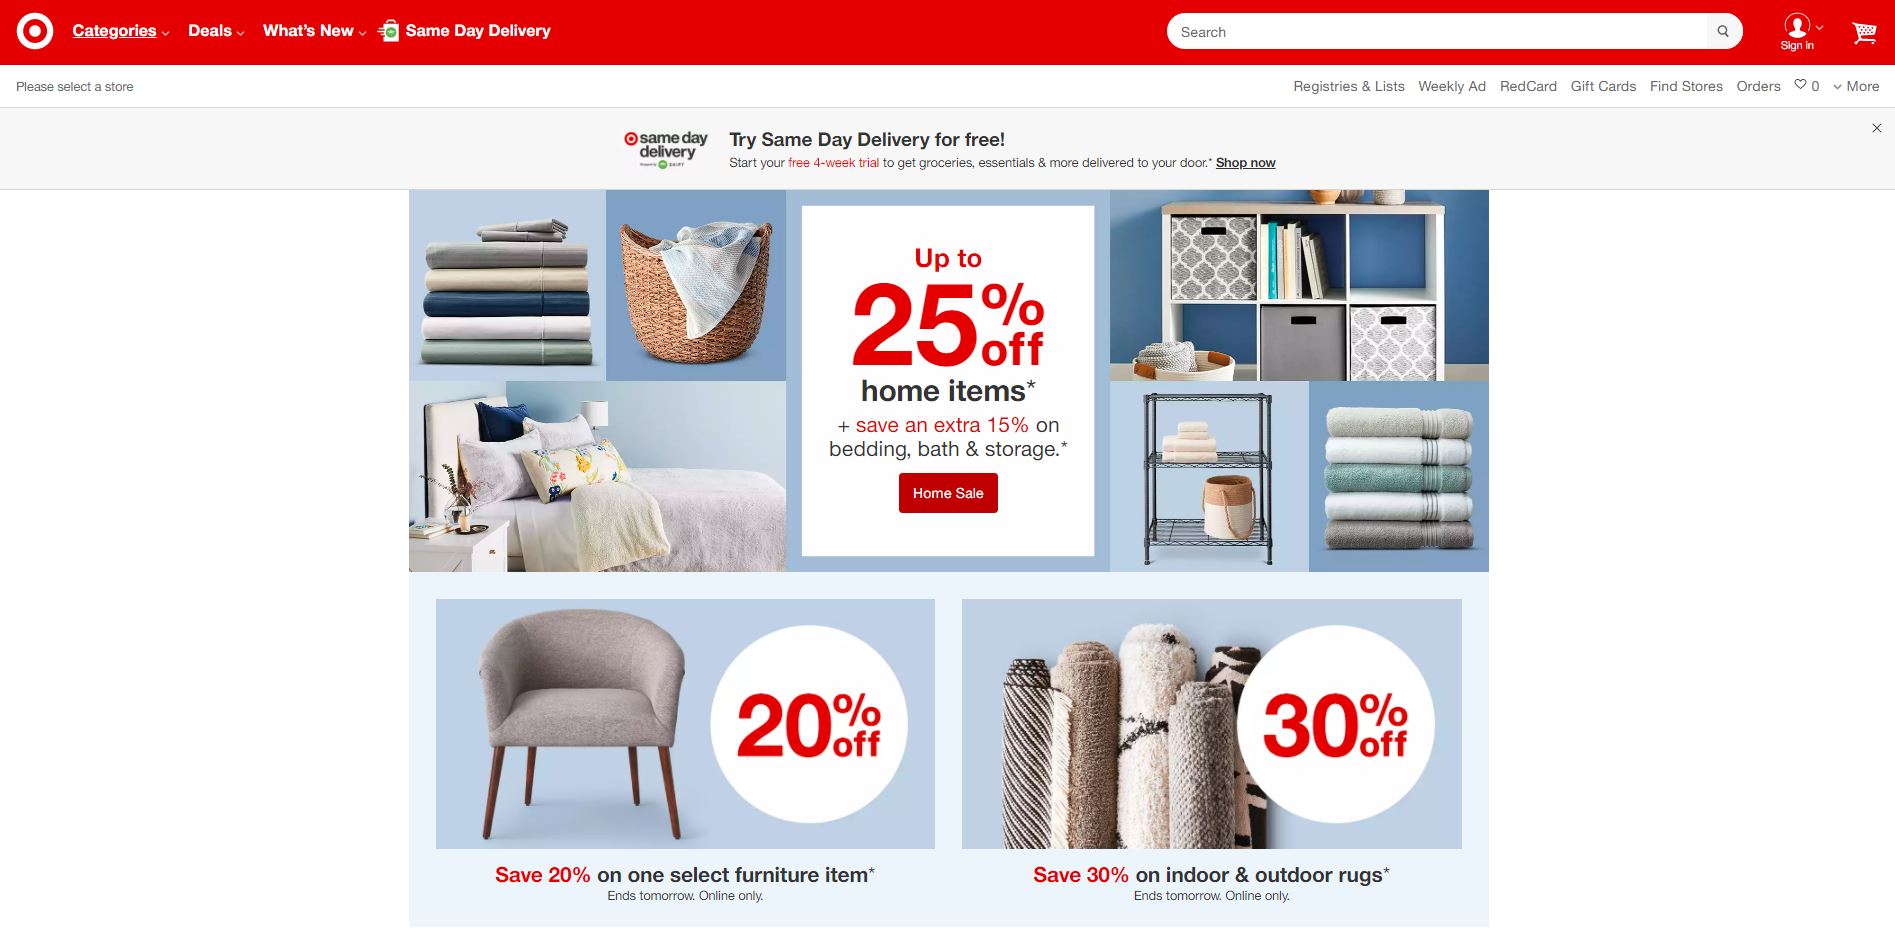 Categories
Deals
What's New
Same Day Delivery
Search
Sign in
Please select a store
Registries & Lists
Weekly Ad
RedCard
Gift Cards
Find Stores
Orders
0
More
same day
delivery
Try Same Day Delivery for free!
Start your free 4-week trial to get groceries, essentials & more delivered to your door.* Shop now
Up to
25% off
home items*
+ save an extra 15% on
bedding, bath & storage.*
Home Sale
20% off
30% off
Save 20% on one select furniture item*
Ends tomorrow. Online only.
Save 30% on indoor & outdoor rugs*
Ends tomorrow. Online only.